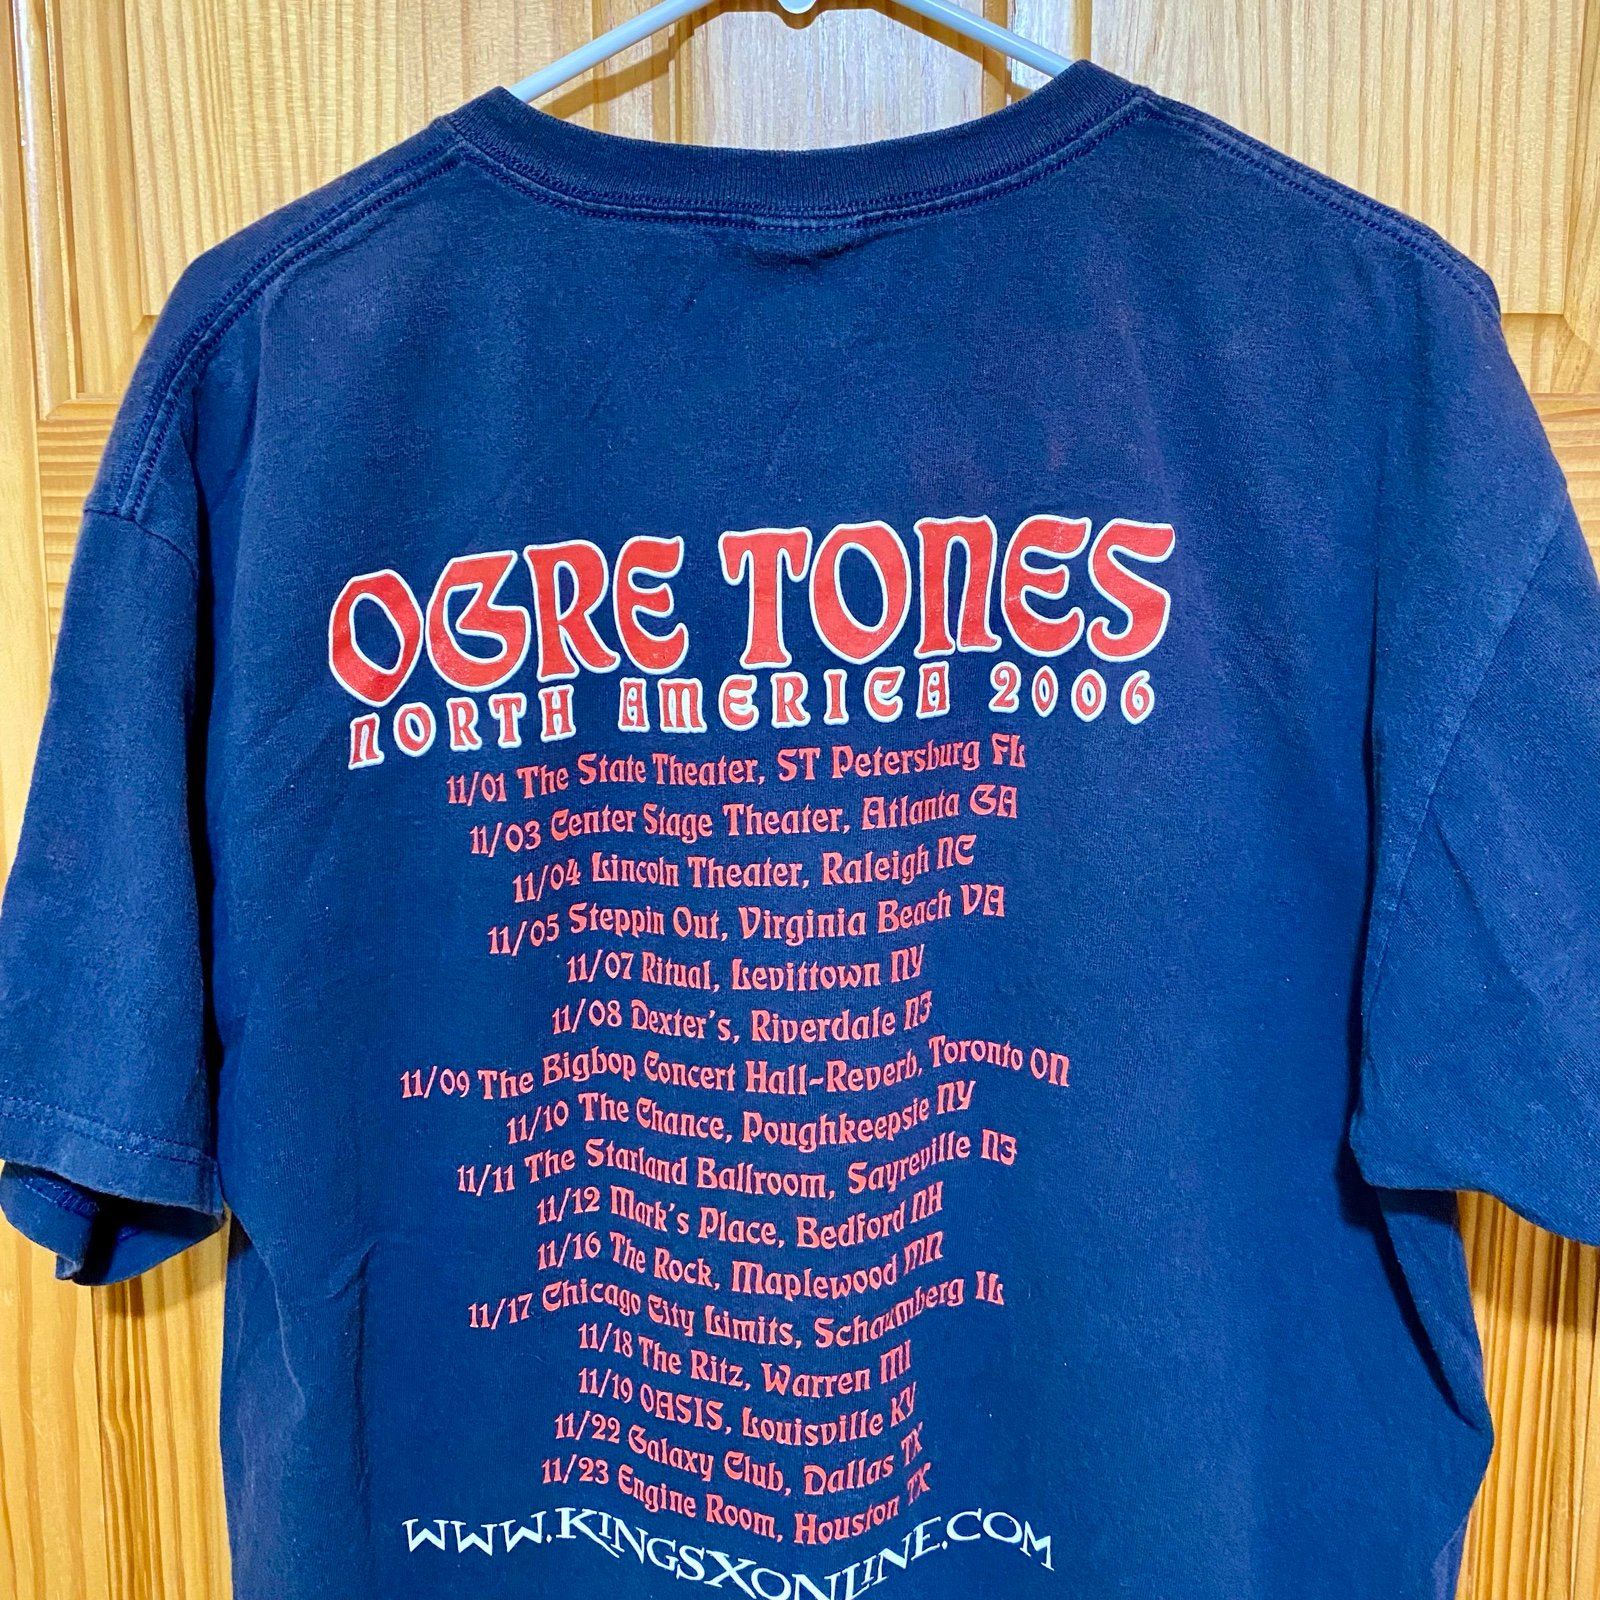 OGRE TONES
NORTH AMERICA 2006
11/01 The State Theater, ST Petersburg FL
11/03 Center Stage Theater, Atlanta GA
11/04 Lincoln Theater, Raleigh NC
11/05 Steppin Out, Virginia Beach VA
11/07 Ritual, Levittown NY
11/08 Dexter's, Riverdale NJ
11/09 The Bigbop Concert Hall-Reverb, Toronto ON
11/10 The Chance, Poughkeepsie NY
11/11 The Starland Ballroom, Sayreville NJ
11/12 Mark's Place, Bedford NH
11/16 The Rock, Maplewood MN
11/17 Chicago City Limits, Schaumberg IL
11/18 The Ritz, Warren MI
11/19 OASIS, Louisville KY
11/22 Galaxy Club, Dallas TX
11/23 Engine Room, Houston TX
WWW.KINGSXONLINE.COM